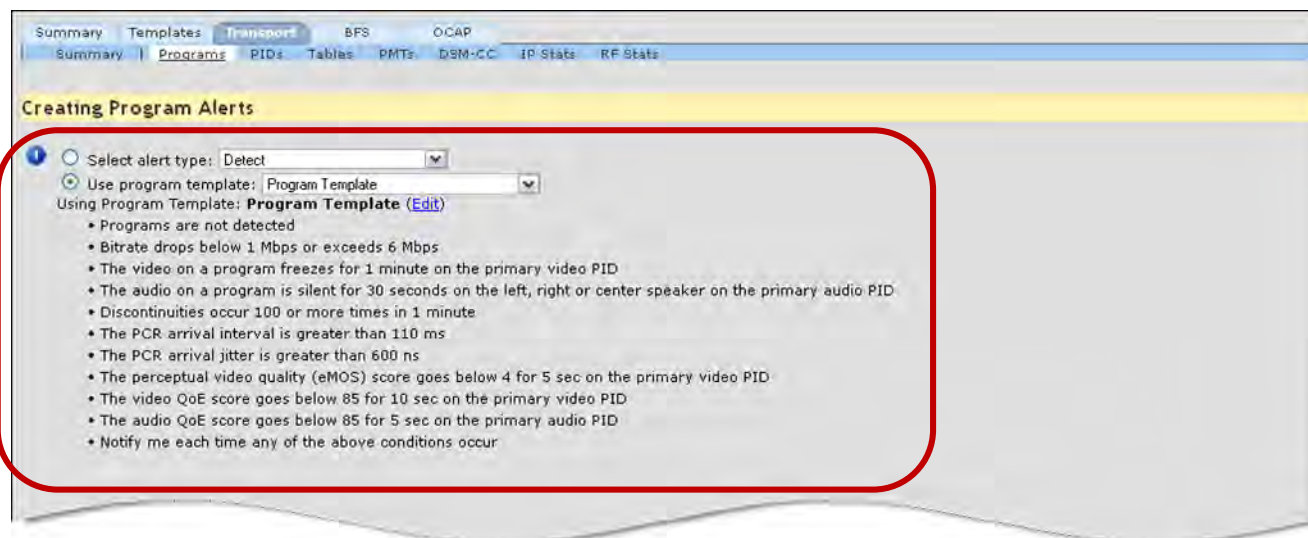 Summary Templates Transport BFS OCAP
Summary | Programs PIDs Tables PMTs DSM-CC IP Stats RF Stats
Creating Program Alerts
Select alert type: Detect
Use program template: Program Template
Using Program Template: Program Template (Edit)
• Programs are not detected
• Bitrate drops below 1 Mbps or exceeds 6 Mbps
• The video on a program freezes for 1 minute on the primary video PID
• The audio on a program is silent for 30 seconds on the left, right or center speaker on the primary audio PID
• Discontinuities occur 100 or more times in 1 minute
• The PCR arrival interval is greater than 110 ms
• The PCR arrival jitter is greater than 600 ns
• The perceptual video quality (eMOS) score goes below 4 for 5 sec on the primary video PID
• The video QoE score goes below 85 for 10 sec on the primary video PID
• The audio QoE score goes below 85 for 5 sec on the primary audio PID
• Notify me each time any of the above conditions occur